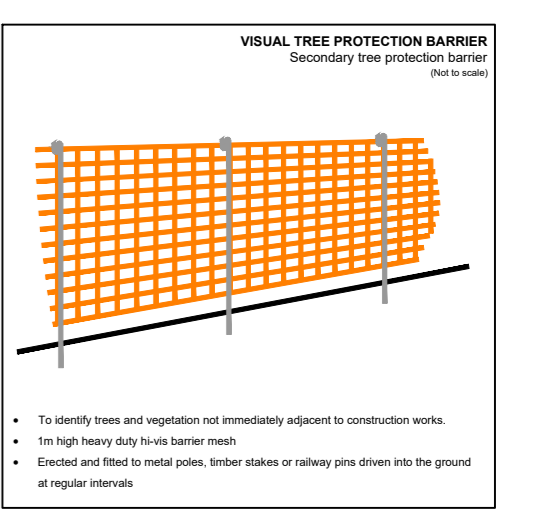 VISUAL TREE PROTECTION BARRIER
Secondary tree protection barrier
(Not to scale)
• To identify trees and vegetation not immediately adjacent to construction works.
• 1m high heavy duty hi-vis barrier mesh
• Erected and fitted to metal poles, timber stakes or railway pins driven into the ground
at regular intervals